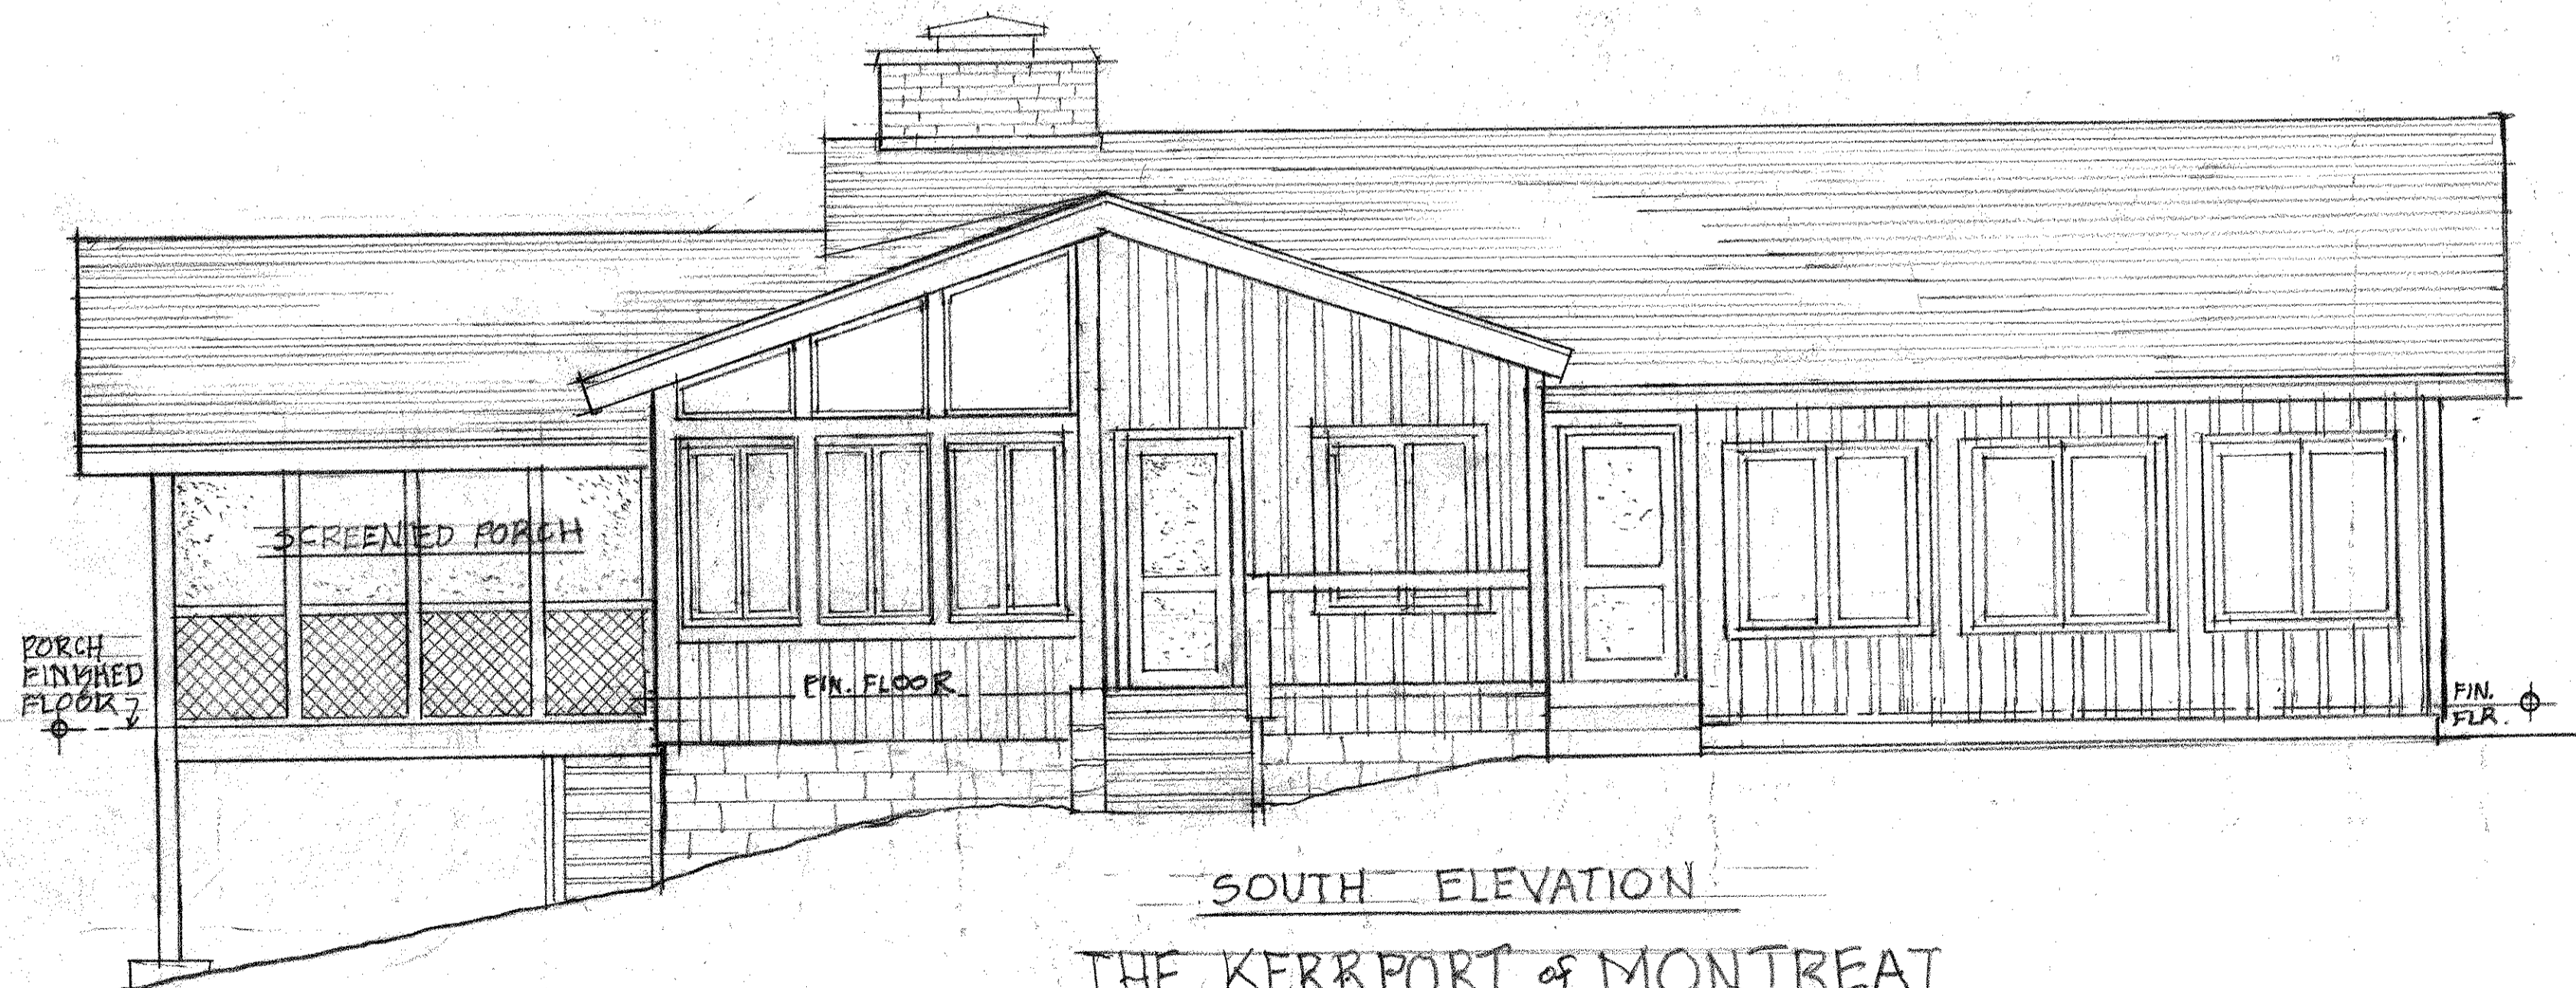 SCREENED PORCH
PORCH
FINISHED
FLOOR
FIN. FLOOR
FIN.
FLR.
SOUTH ELEVATION
THE KERRPORT of MONTREAT